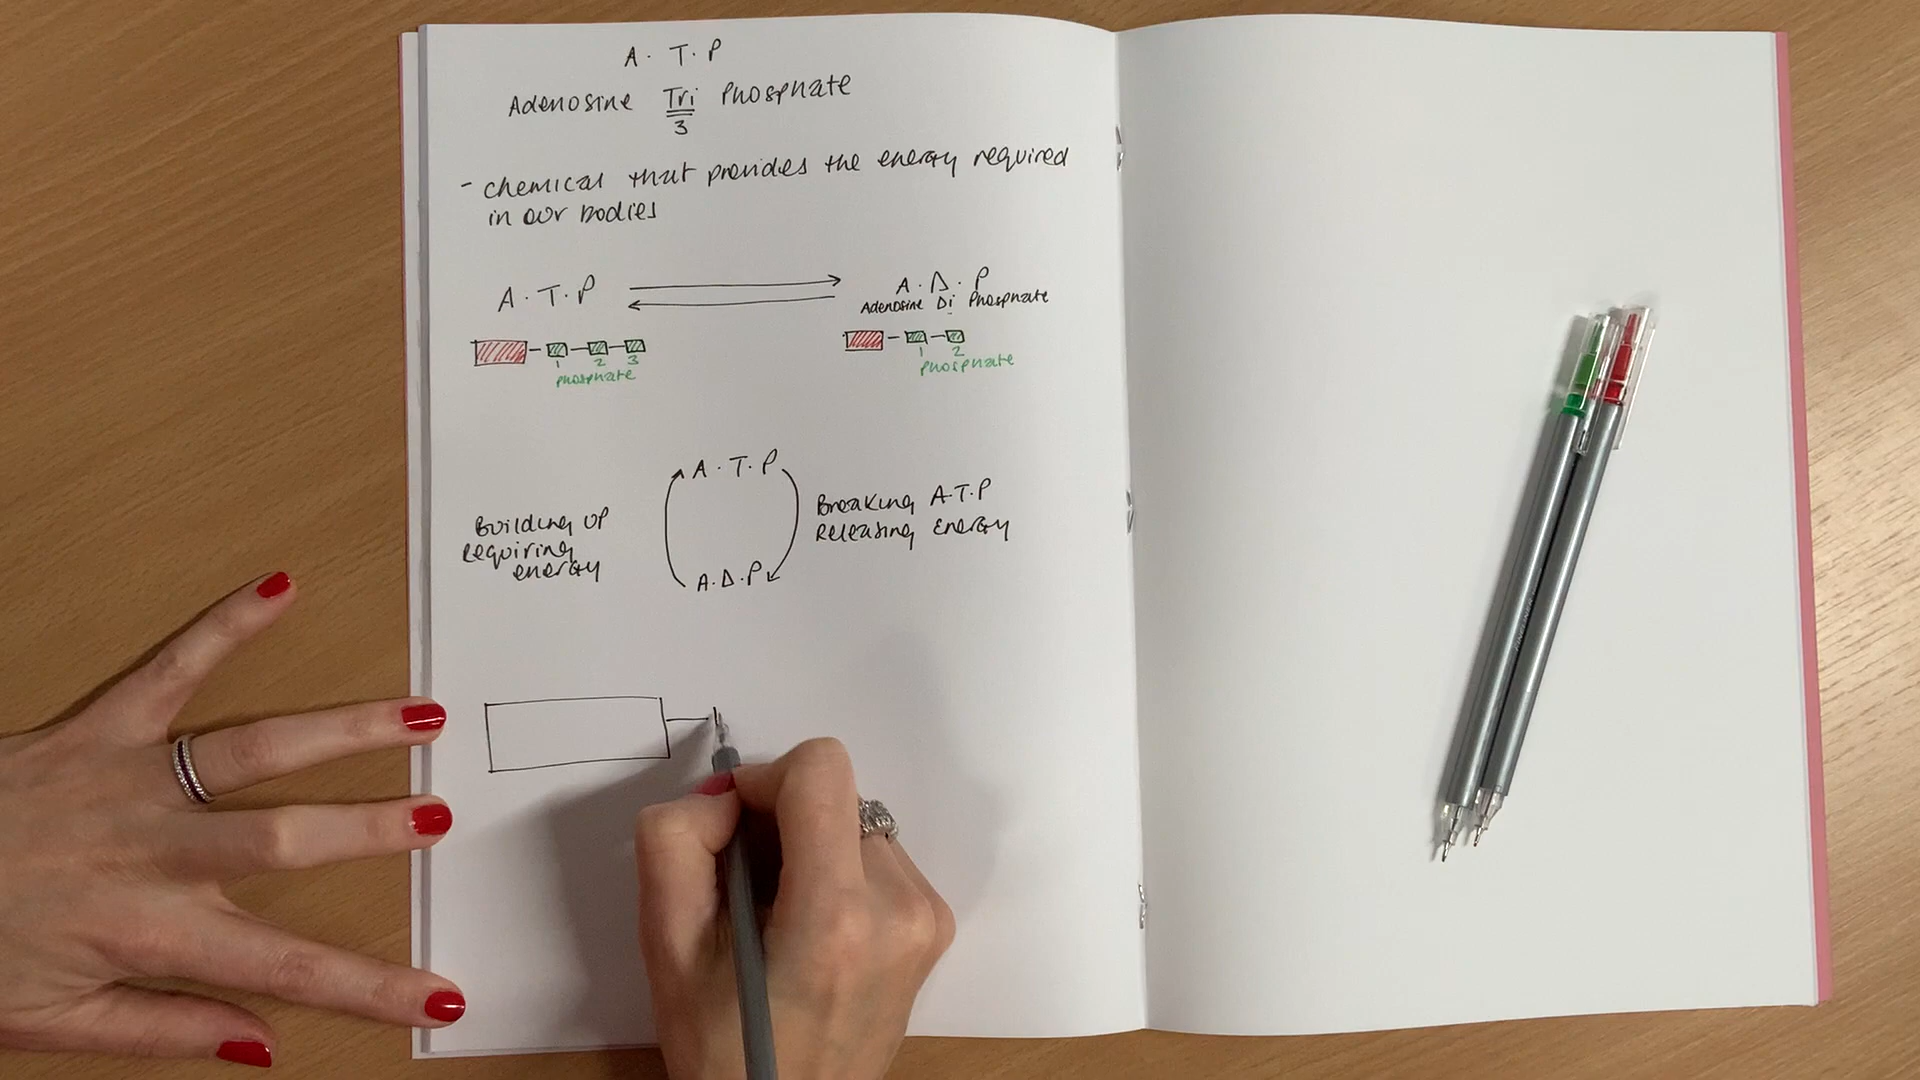 A. T. P
Adenosine Tri Phosphate
3
- chemical that provides the energy required
in our bodies
A. T. P
A. D. P
Adenosine Di Phosphate
1 2 3
phosphate
1 2
phosphate
A. T. P
Building up
requiring
energy
Breaking A.T.P
releasing energy
A. D. P